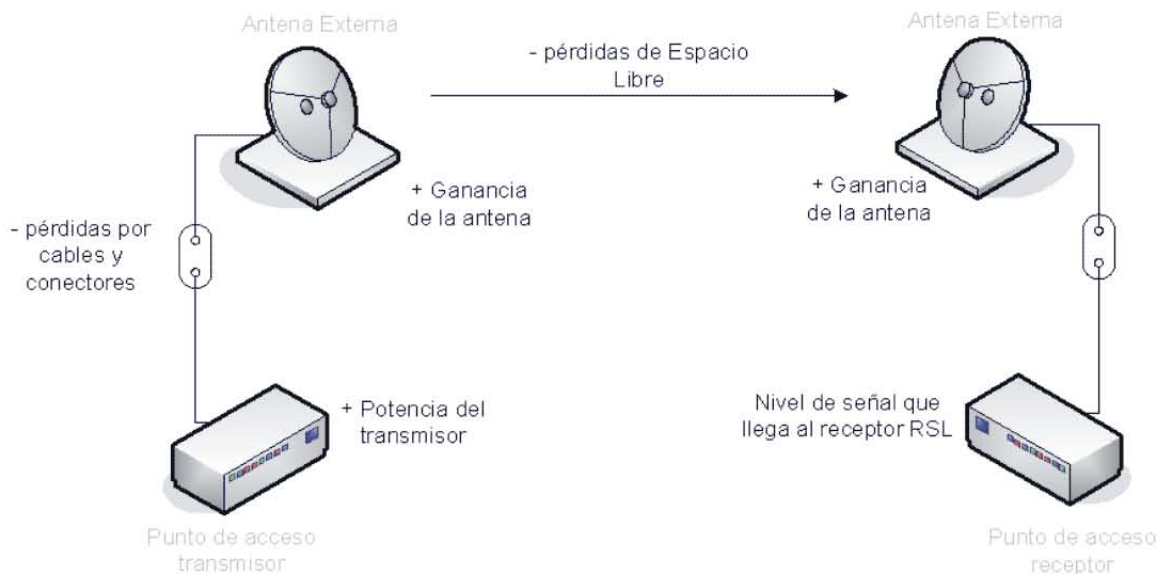 Antena Externa
Antena Externa
- pérdidas de Espacio
Libre
+ Ganancia
de la antena
+ Ganancia
de la antena
- pérdidas por
cables y
conectores
+ Potencia del
transmisor
Nivel de señal que
llega al receptor RSL
Punto de acceso
transmisor
Punto de acceso
receptor